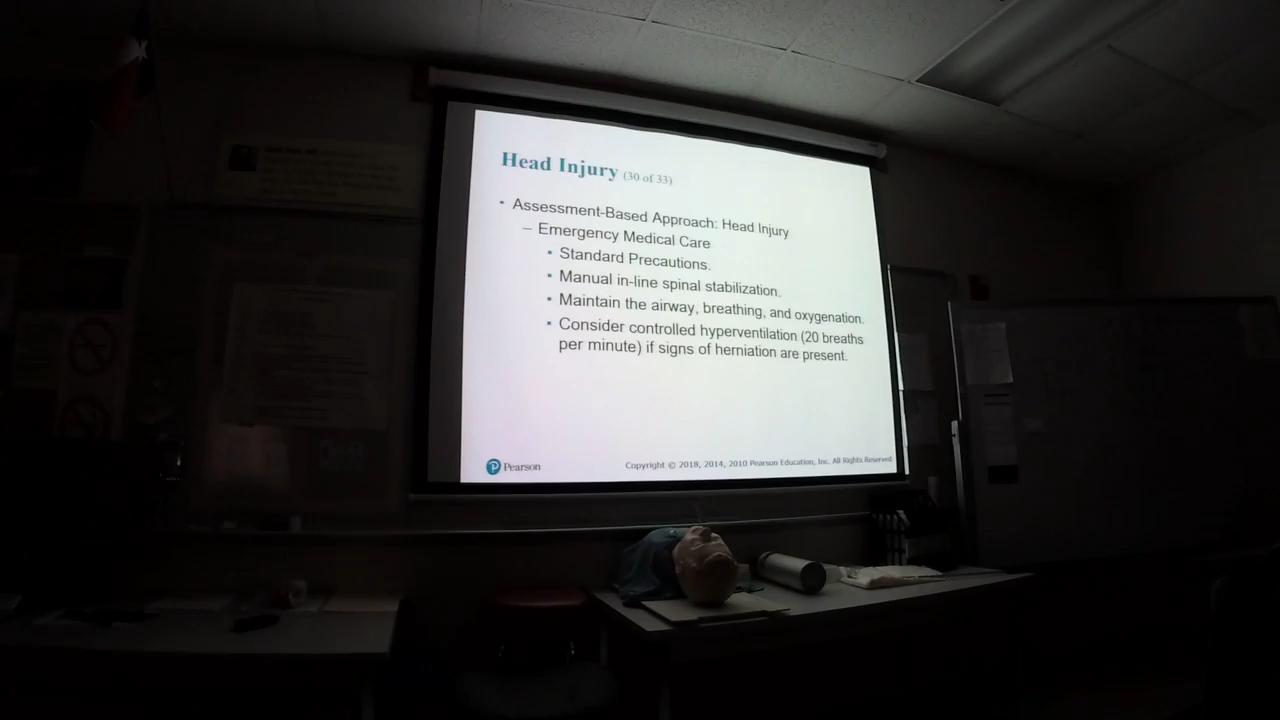 Head Injury (30 of 33)
• Assessment-Based Approach: Head Injury
– Emergency Medical Care
• Standard Precautions.
• Manual in-line spinal stabilization.
• Maintain the airway, breathing, and oxygenation.
• Consider controlled hyperventilation (20 breaths
per minute) if signs of herniation are present.
Pearson
Copyright © 2018, 2014, 2010 Pearson Education, Inc. All Rights Reserved